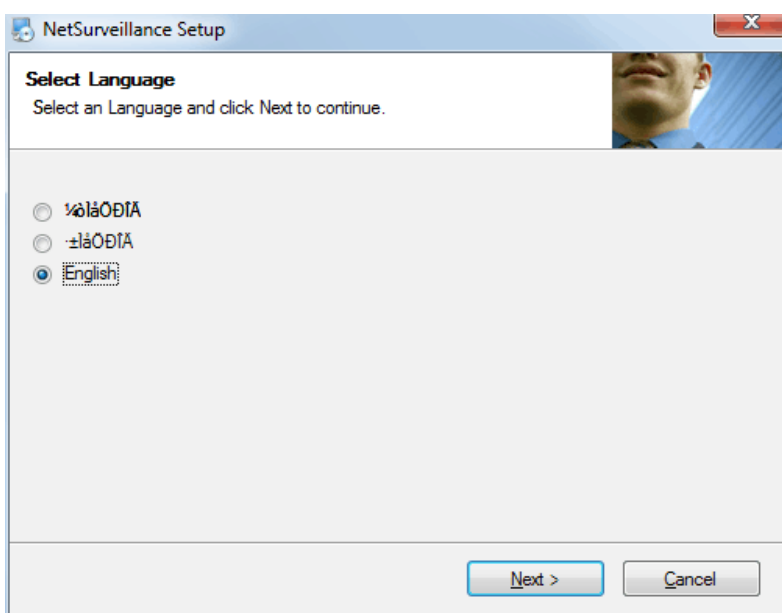 NetSurveillance Setup
Select Language
Select an Language and click Next to continue.
¼òÌåÖÐÎÄ
·±ÌåÖÐÎÄ
English
Next >
Cancel